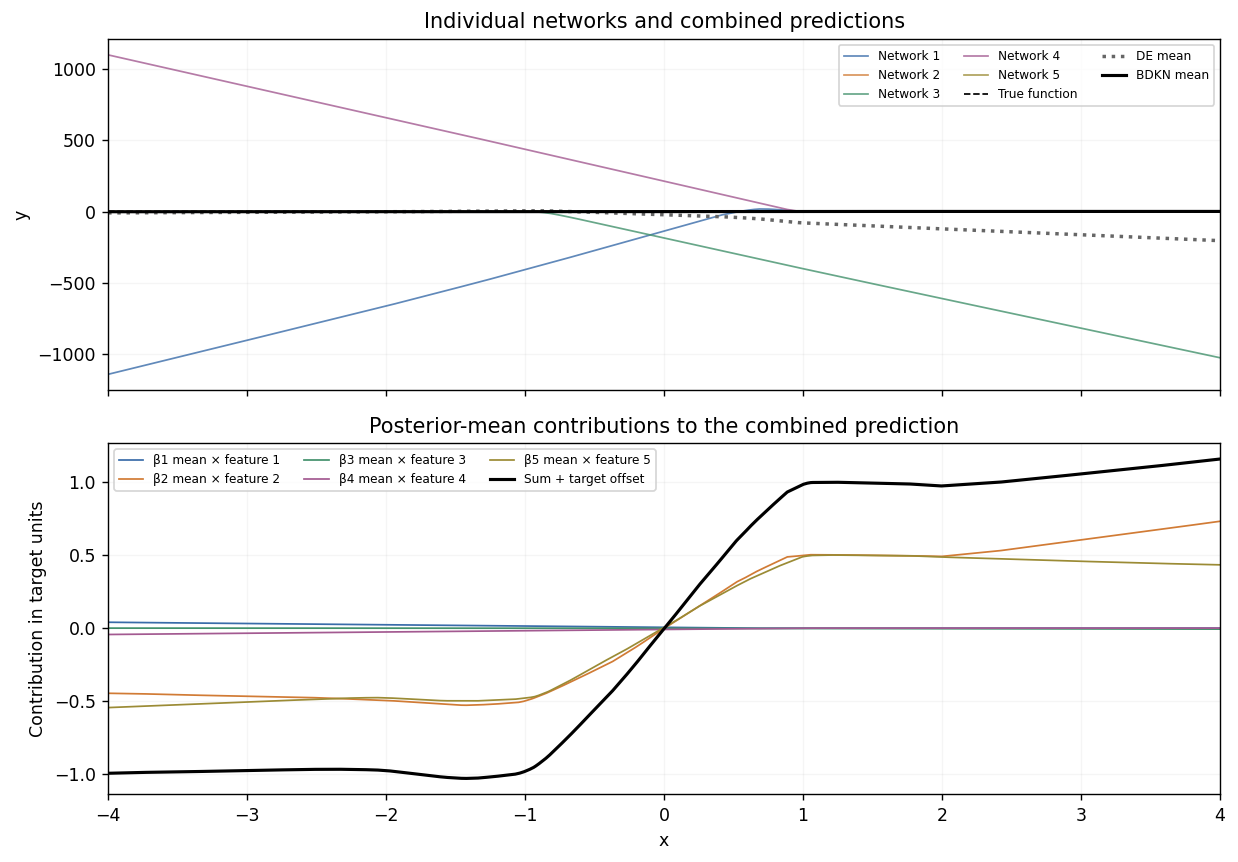 Individual networks and combined predictions
1000
500
0
−500
−1000
y
Network 1
Network 2
Network 3
Network 4
Network 5
True function
DE mean
BDKN mean
Posterior-mean contributions to the combined prediction
β1 mean × feature 1
β2 mean × feature 2
β3 mean × feature 3
β4 mean × feature 4
β5 mean × feature 5
Sum + target offset
1.0
0.5
0.0
−0.5
−1.0
Contribution in target units
−4 −3 −2 −1 0 1 2 3 4
x